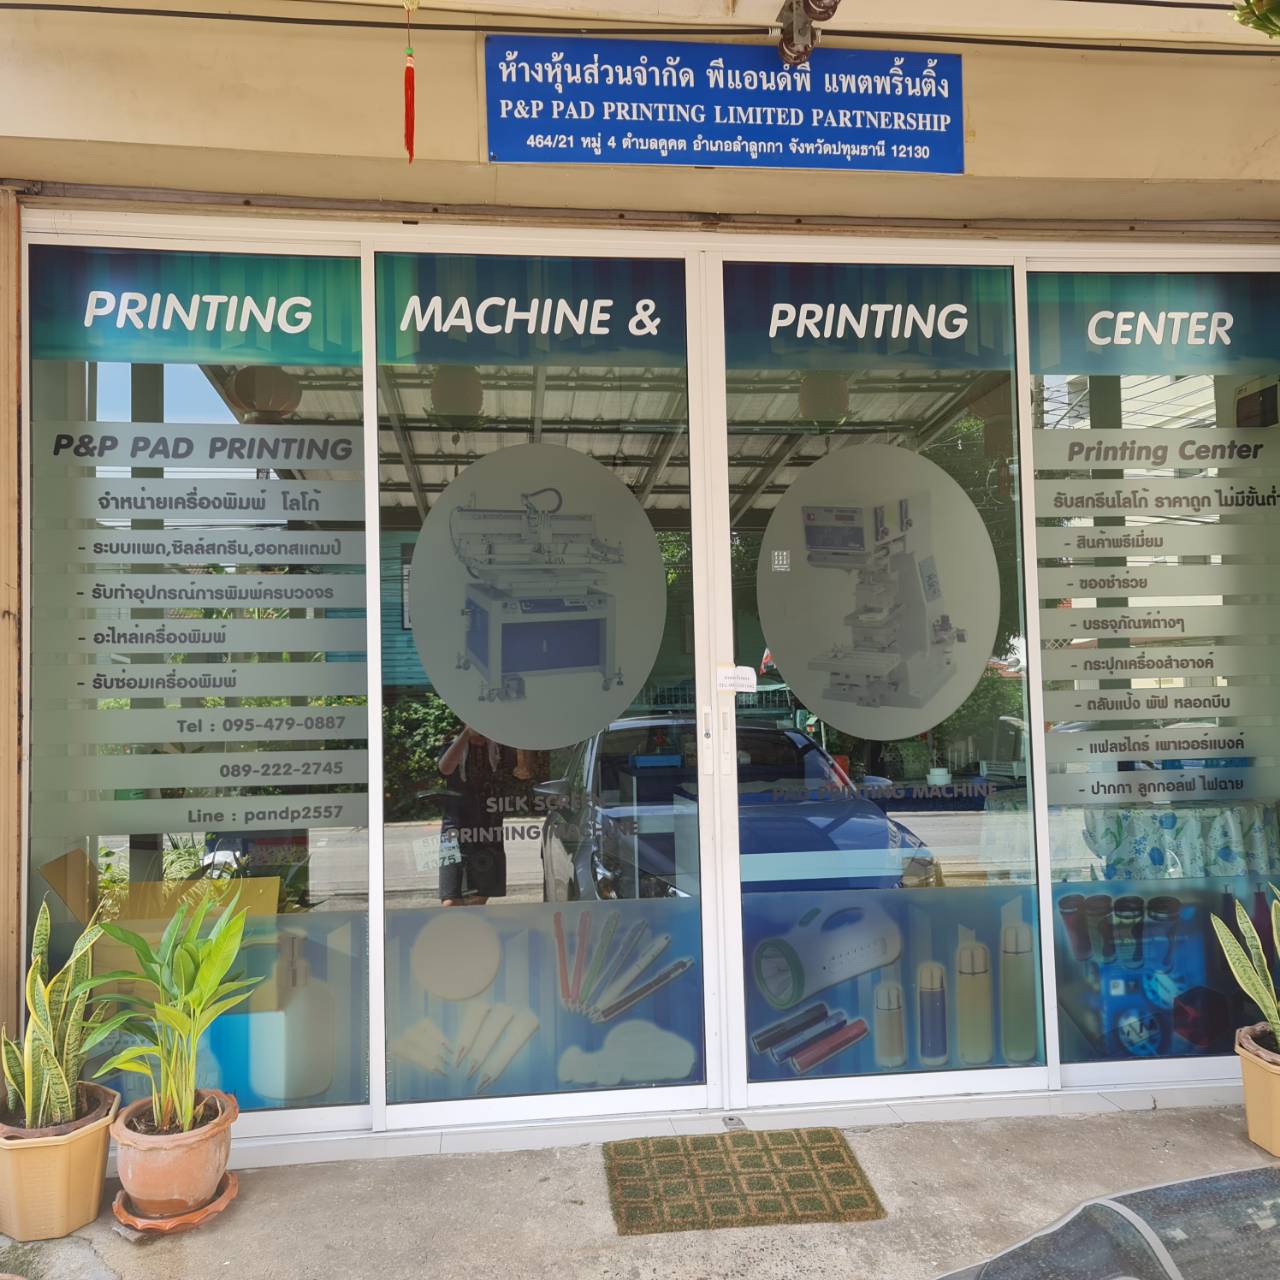 ห้างหุ้นส่วนจำกัด พีแอนด์พี แพตพริ้นติ้ง
P&P PAD PRINTING LIMITED PARTNERSHIP
464/21 หมู่ 4 ตำบลคูคต อำเภอลำลูกกา จังหวัดปทุมธานี 12130
PRINTING MACHINE & PRINTING CENTER
P&P PAD PRINTING
จำหน่ายเครื่องพิมพ์ โลโก้
- ระบบแพด,ซิลล์สกรีน,ฮอทสแตมป์
- รับทำอุปกรณ์การพิมพ์ครบวงจร
- อะไหล่เครื่องพิมพ์
- รับซ่อมเครื่องพิมพ์
Tel : 095-479-0887
089-222-2745
Line : pandp2557
SILK SCREEN
PRINTING MACHINE
PAD PRINTING MACHINE
Printing Center
รับสกรีนโลโก้ ราคาถูก ไม่มีขั้นต่ำ
- สินค้าพรีเมี่ยม
- ของชำร่วย
- บรรจุภัณฑ์ต่างๆ
- กระปุกเครื่องสำอางค์
- ตลับแป้ง พัฟ หลอดบีบ
- แฟลชไดร์ เพาเวอร์แบงค์
- ปากกา ลูกกอล์ฟ ไฟฉาย